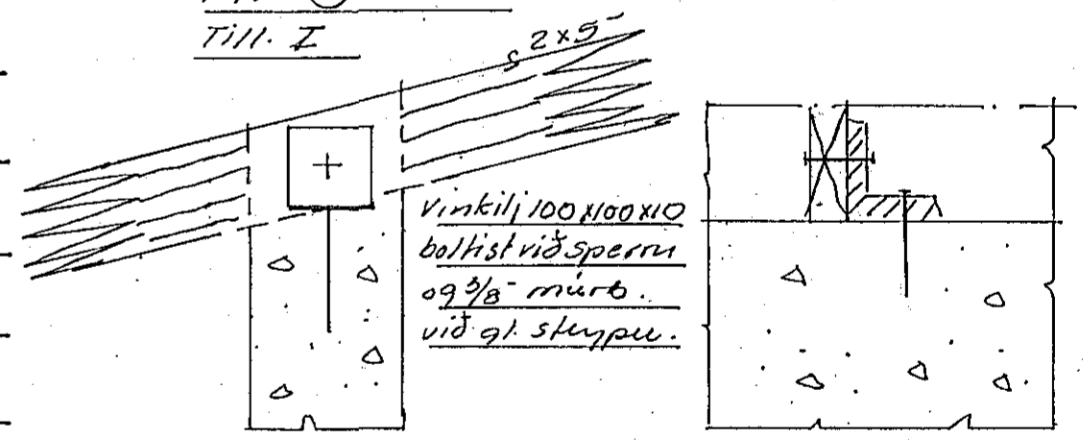 Till. I
2x5"
vinkilj 100x100x10
boltist við sperru
og 3/8" múrb.
við gl. steypu.